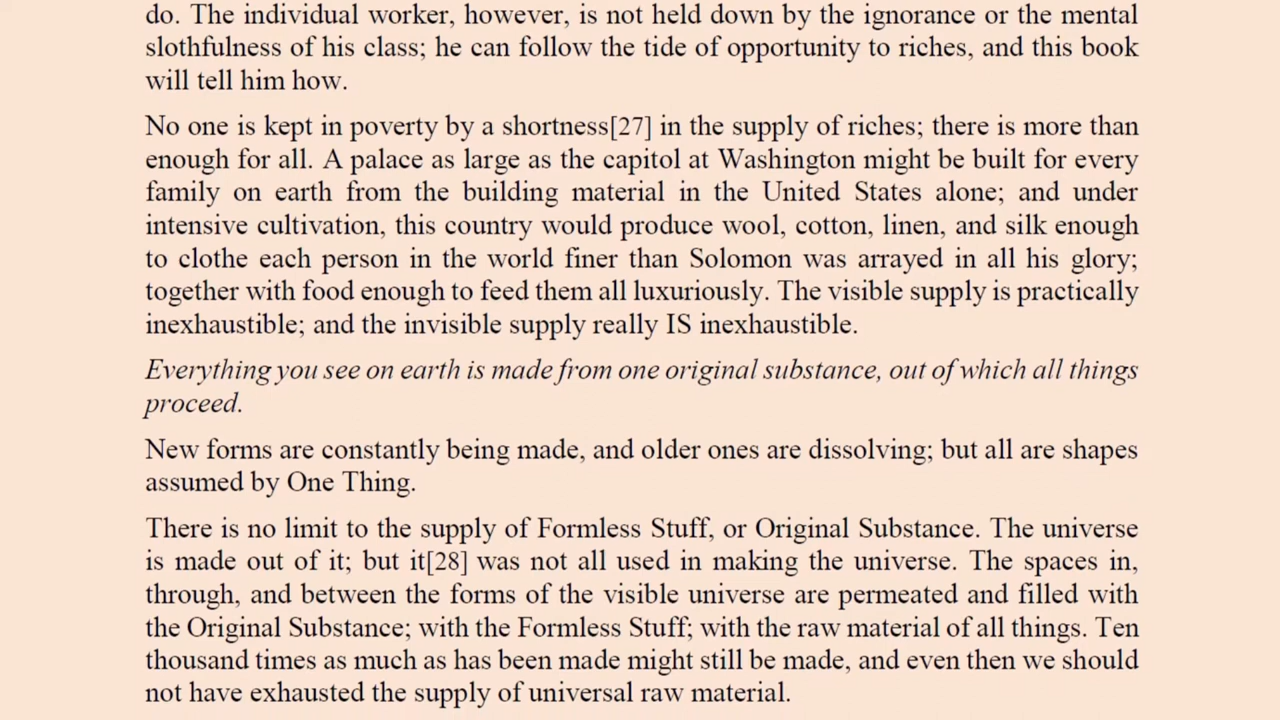 do. The individual worker, however, is not held down by the ignorance or the mental
slothfulness of his class; he can follow the tide of opportunity to riches, and this book
will tell him how.
No one is kept in poverty by a shortness[27] in the supply of riches; there is more than
enough for all. A palace as large as the capitol at Washington might be built for every
family on earth from the building material in the United States alone; and under
intensive cultivation, this country would produce wool, cotton, linen, and silk enough
to clothe each person in the world finer than Solomon was arrayed in all his glory;
together with food enough to feed them all luxuriously. The visible supply is practically
inexhaustible; and the invisible supply really IS inexhaustible.
Everything you see on earth is made from one original substance, out of which all things
proceed.
New forms are constantly being made, and older ones are dissolving; but all are shapes
assumed by One Thing.
There is no limit to the supply of Formless Stuff, or Original Substance. The universe
is made out of it; but it[28] was not all used in making the universe. The spaces in,
through, and between the forms of the visible universe are permeated and filled with
the Original Substance; with the Formless Stuff; with the raw material of all things. Ten
thousand times as much as has been made might still be made, and even then we should
not have exhausted the supply of universal raw material.